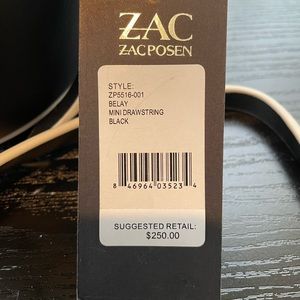 ZAC
ZAC POSEN
STYLE:
ZP5516-001
BELAY
MINI DRAWSTRING
BLACK
8 46964 03523 4
SUGGESTED RETAIL:
$250.00